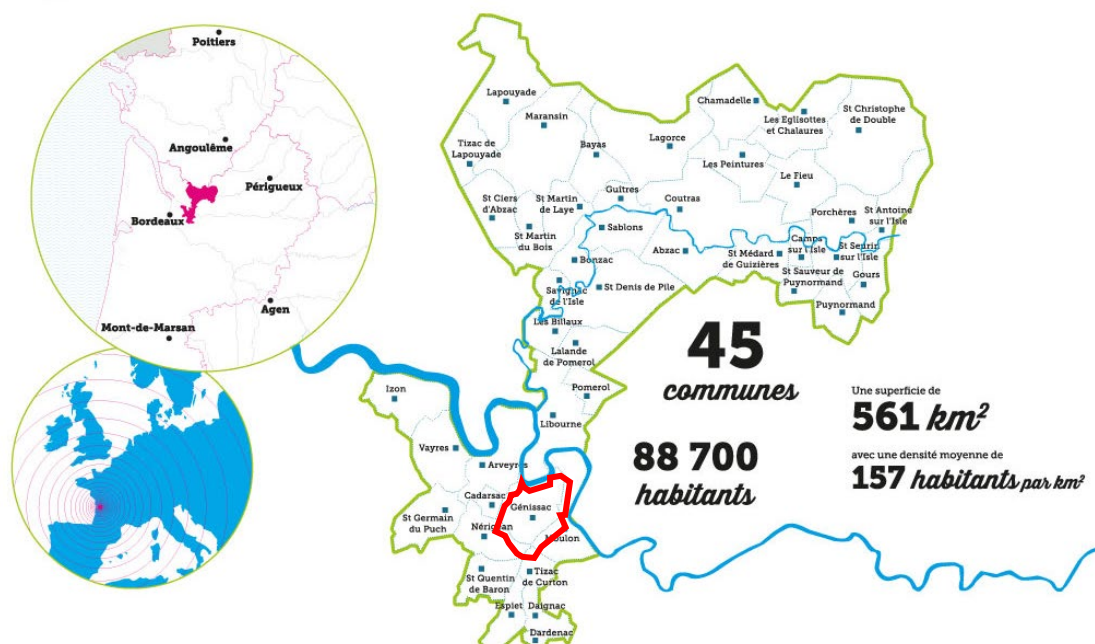 Poitiers
Angoulême
Périgueux
Bordeaux
Agen
Mont-de-Marsan
Lapouyade
Maransin
Tizac de
Lapouyade
Bayas
Lagorce
Chamadelle
Les Eglisottes
et Chalaures
St Christophe
de Double
Les Peintures
Le Fieu
St Ciers
d'Abzac
St Martin
de Laye
Guîtres
Coutras
St Martin
du Bois
Sablons
Porchères
St Antoine
sur l'Isle
Bonzac
Abzac
St Médard
de Guizières
Camps
sur l'Isle
St Seurin
sur l'Isle
Savignac
de l'Isle
St Denis de Pile
St Sauveur de
Puynormand
Gours
Puynormand
Les Billaux
Lalande
de Pomerol
Pomerol
Libourne
Izon
Vayres
Arveyres
Cadarsac
Génissac
St Germain
du Puch
Nérigean
Moulon
St Quentin
de Baron
Tizac
de Curton
Espiet
Daignac
Dardenac
45
communes
88 700
habitants
Une superficie de
561 km²
avec une densité moyenne de
157 habitants par km²